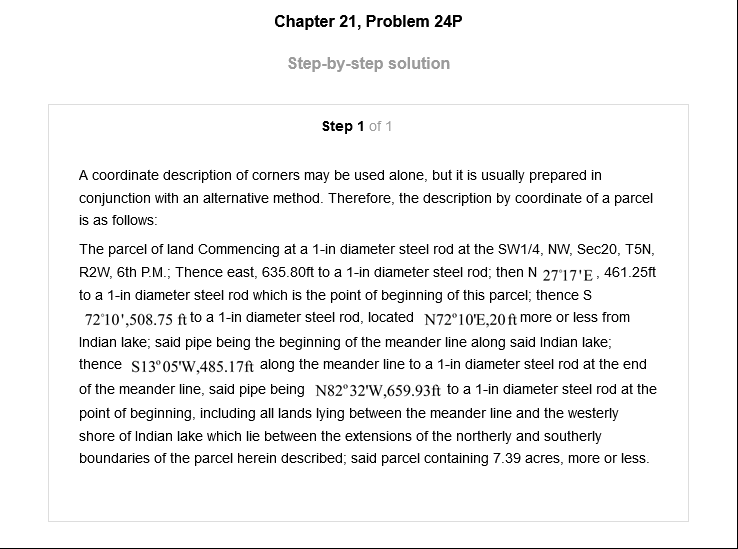 Chapter 21, Problem 24P
Step-by-step solution
Step 1 of 1
A coordinate description of corners may be used alone, but it is usually prepared in
conjunction with an alternative method. Therefore, the description by coordinate of a parcel
is as follows:
The parcel of land Commencing at a 1-in diameter steel rod at the SW1/4, NW, Sec20, T5N,
R2W, 6th P.M.; Thence east, 635.80ft to a 1-in diameter steel rod; then N 27°17'E, 461.25ft
to a 1-in diameter steel rod which is the point of beginning of this parcel; thence S
72°10',508.75 ft to a 1-in diameter steel rod, located N72°10'E,20 ft more or less from
Indian lake; said pipe being the beginning of the meander line along said Indian lake;
thence S13°05'W,485.17ft along the meander line to a 1-in diameter steel rod at the end
of the meander line, said pipe being N82°32'W,659.93ft to a 1-in diameter steel rod at the
point of beginning, including all lands lying between the meander line and the westerly
shore of Indian lake which lie between the extensions of the northerly and southerly
boundaries of the parcel herein described; said parcel containing 7.39 acres, more or less.